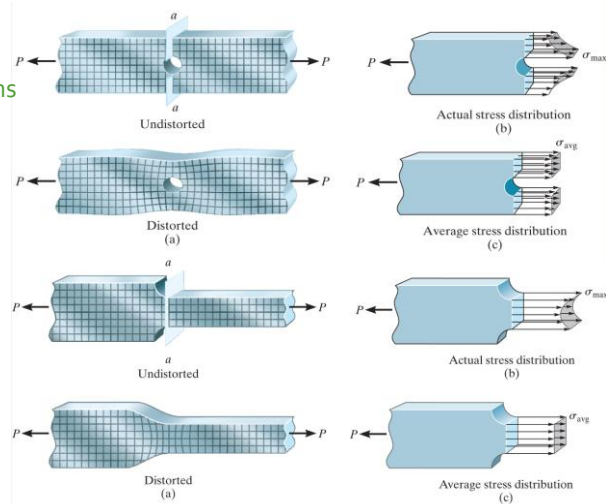 ns
a
P
P
a
Undistorted
P
σmax
Actual stress distribution
(b)
P
P
Distorted
(a)
σavg
P
Average stress distribution
(c)
a
P
P
a
Undistorted
σmax
P
Actual stress distribution
(b)
P
P
Distorted
(a)
σavg
P
Average stress distribution
(c)